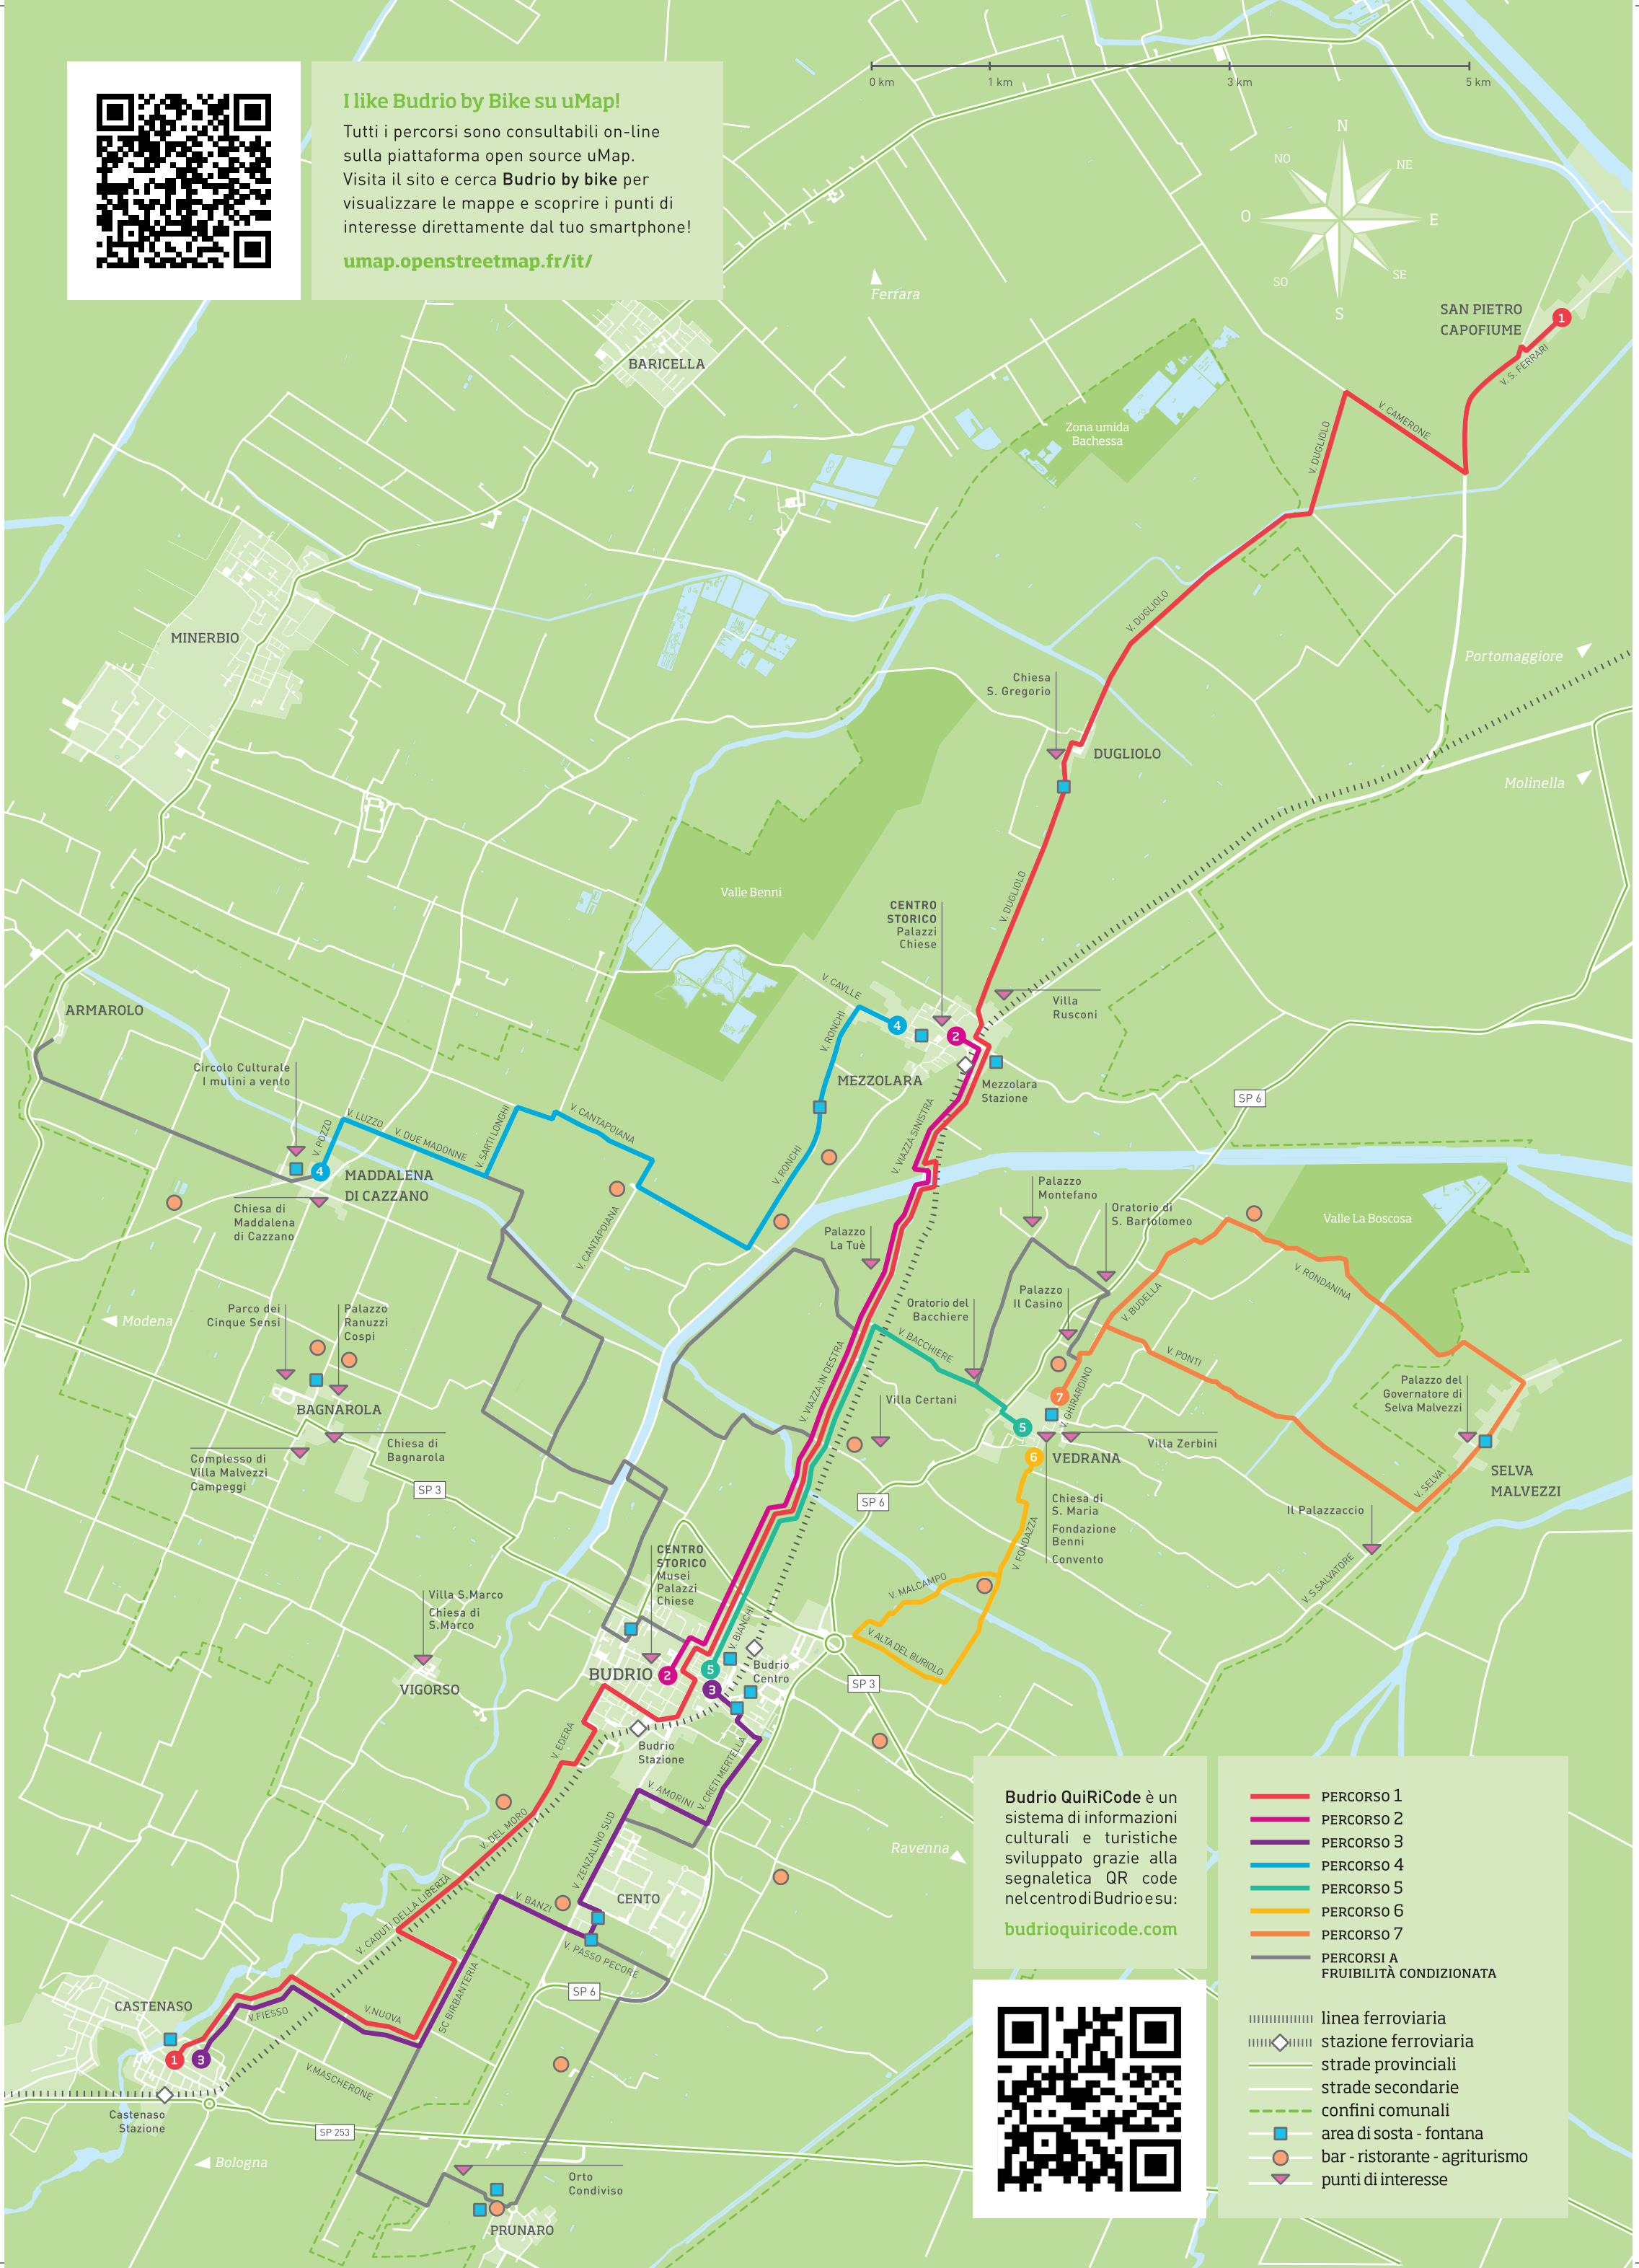 I like Budrio by Bike su uMap!
Tutti i percorsi sono consultabili on-line
sulla piattaforma open source uMap.
Visita il sito e cerca Budrio by bike per
visualizzare le mappe e scoprire i punti di
interesse direttamente dal tuo smartphone!
umap.openstreetmap.fr/it/
0 km
1 km
3 km
5 km
N
NO
NE
O
E
SO
SE
S
Ferrara
SAN PIETRO
CAPOFIUME
1
V. S. FERRARI
BARICELLA
V. CAMERONE
V. DUGLIOLO
Zona umida
Bachessa
V. DUGLIOLO
MINERBIO
Portomaggiore
Chiesa
S. Gregorio
DUGLIOLO
Molinella
Valle Benni
V. DUGLIOLO
CENTRO
STORICO
Palazzi
Chiese
V. CAVLLE
Villa
Rusconi
ARMAROLO
V. RONCHI
4
2
MEZZOLARA
Mezzolara
Stazione
Circolo Culturale
I mulini a vento
V. POZZO
V. LUZZO
V. DUE MADONNE
V. SARTI LONGHI
V. CANTAPOIANA
V. VIAZZA SINISTRA
SP 6
4
MADDALENA
DI CAZZANO
V. RONCHI
Chiesa di
Maddalena
di Cazzano
V. CANTAPOIANA
Palazzo
Montefano
Oratorio di
S. Bartolomeo
Valle La Boscosa
Palazzo
La Tuè
V. RONDANINA
Palazzo
Il Casino
Oratorio del
Bacchiere
V. BUDELLA
Modena
Parco dei
Cinque Sensi
Palazzo
Ranuzzi
Cospi
V. BACCHIERE
V. PONTI
BAGNAROLA
V. VIAZZA IN DESTRA
Villa Certani
7
V. GHIRARDINO
Palazzo del
Governatore di
Selva Malvezzi
5
Chiesa di
Bagnarola
Villa Zerbini
Complesso di
Villa Malvezzi
Campeggi
6
VEDRANA
SELVA
MALVEZZI
V. SELVA
SP 3
SP 6
Chiesa di
S. Maria
Fondazione
Benni
Convento
Il Palazzaccio
V. FONDAZZA
CENTRO
STORICO
Musei
Palazzi
Chiese
V. MALCAMPO
V. S.SALVATORE
Villa S.Marco
Chiesa di
S.Marco
V. BIANCHI
V. ALTA DEL BURIOLO
BUDRIO
2
5
3
Budrio
Centro
SP 3
VIGORSO
V. EDERA
Budrio
Stazione
V. CRETI MERTELLA
V. AMORINI
V. DEL MORO
V. ZENZALINO SUD
Ravenna
Budrio QuiRiCode è un
sistema di informazioni
culturali e turistiche
sviluppato grazie alla
segnaletica QR code
nel centro di Budrio e su:
budrioquiricode.com
PERCORSO 1
PERCORSO 2
PERCORSO 3
PERCORSO 4
PERCORSO 5
PERCORSO 6
PERCORSO 7
PERCORSI A
FRUIBILITÀ CONDIZIONATA
linea ferroviaria
stazione ferroviaria
strade provinciali
strade secondarie
confini comunali
area di sosta - fontana
bar - ristorante - agriturismo
punti di interesse
V. CADUTI DELLA LIBERTÀ
V. BANZI
CENTO
V. PASSO PECORE
SP 6
SC BIRBANTERIA
CASTENASO
V.FIESSO
V.NUOVA
1
3
V.MASCHERONE
Castenaso
Stazione
SP 253
Bologna
Orto
Condiviso
PRUNARO